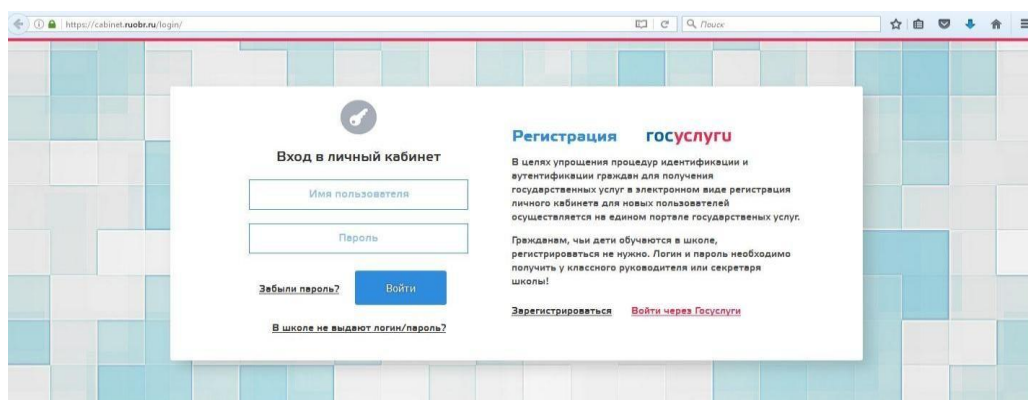 https://cabinet.ruobr.ru/login/
Поиск
Вход в личный кабинет
Имя пользователя
Пароль
Забыли пароль?
Войти
В школе не выдают логин/пароль?
Регистрация
госуслуги
В целях упрощения процедур идентификации и
аутентификации граждан для получения
государственных услуг в электронном виде регистрация
личного кабинета для новых пользователей
осуществляется на едином портале государственых услуг.
Гражданам, чьи дети обучаются в школе,
регистрироваться не нужно. Логин и пароль необходимо
получить у классного руководителя или секретаря
школы!
Зарегистрироваться
Войти через Госуслуги